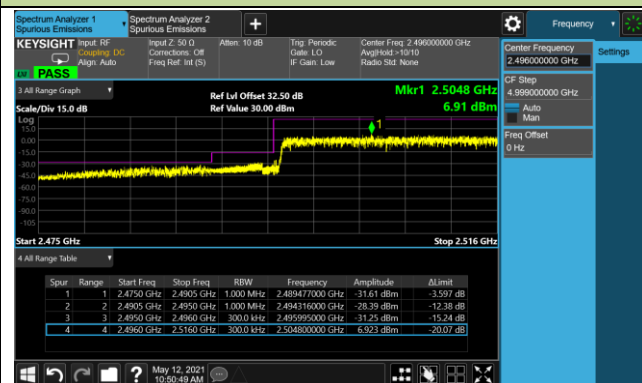 Spectrum Analyzer 1
Spurious Emissions
Spectrum Analyzer 2
Spurious Emissions
+
Frequency
KEYSIGHT
Input: RF
Coupling: DC
Align: Auto
Input Z: 50 Ω
Corrections: Off
Freq Ref: Int (S)
Atten: 10 dB
Trig: Periodic
Gate: LO
IF Gain: Low
Center Freq: 2.496000000 GHz
Avg|Hold:>10/10
Radio Std: None
PASS
Center Frequency
2.496000000 GHz
Settings
CF Step
4.999000000 GHz
Auto
Man
Freq Offset
0 Hz
3 All Range Graph
Scale/Div 15.0 dB
Ref Lvl Offset 32.50 dB
Ref Value 30.00 dBm
Mkr1 2.5048 GHz
6.91 dBm
Log
15.0
0.00
-15.0
-30.0
-45.0
-60.0
-75.0
-90.0
-105
1
Start 2.475 GHz
Stop 2.516 GHz
4 All Range Table
Spur Range Start Freq Stop Freq RBW Frequency Amplitude ΔLimit
1 1 2.4750 GHz 2.4905 GHz 1.000 MHz 2.489477000 GHz -31.61 dBm -3.597 dB
2 2 2.4905 GHz 2.4950 GHz 1.000 MHz 2.494316000 GHz -28.39 dBm -12.38 dB
3 3 2.4950 GHz 2.4960 GHz 300.0 kHz 2.495995000 GHz -31.25 dBm -15.24 dB
4 4 2.4960 GHz 2.5160 GHz 300.0 kHz 2.504800000 GHz 6.923 dBm -20.07 dB
?
May 12, 2021
10:50:49 AM